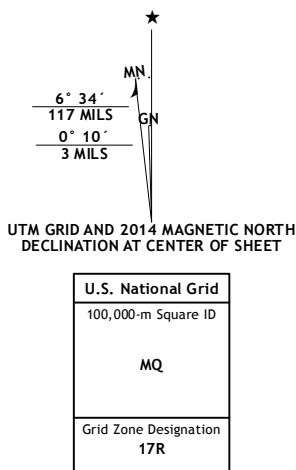 ★
MN
GN
6° 34´
117 MILS
0° 10´
3 MILS
UTM GRID AND 2014 MAGNETIC NORTH
DECLINATION AT CENTER OF SHEET
U.S. National Grid
100,000-m Square ID
MQ
Grid Zone Designation
17R